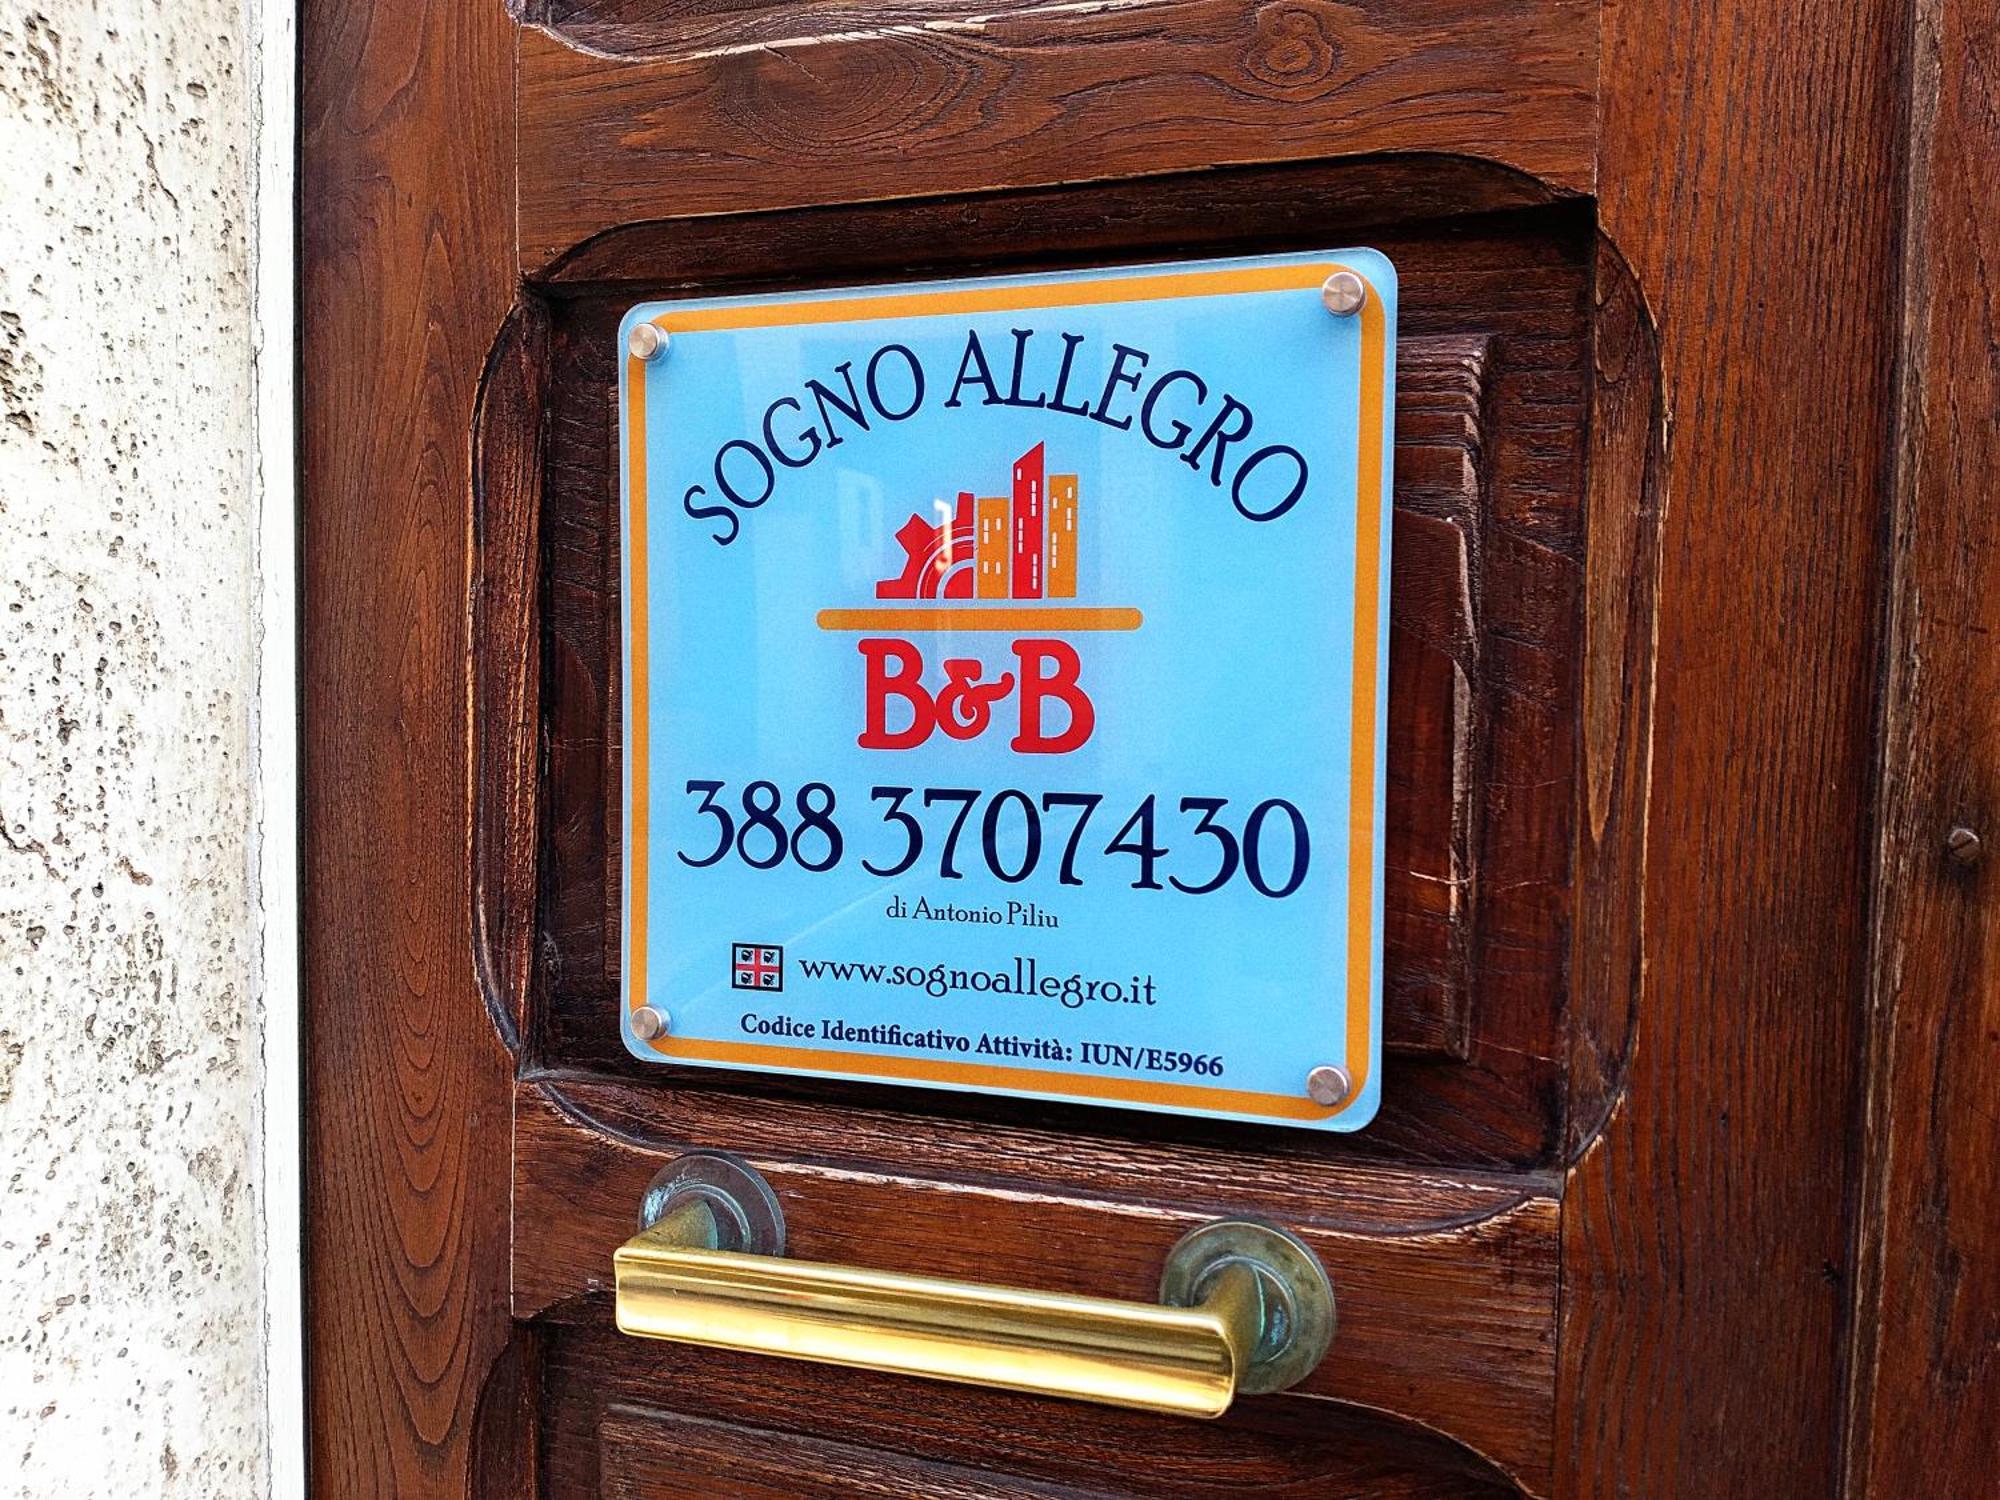 SOGNO ALLEGRO
B&B
388 3707430
di Antonio Piliu
www.sognoallegro.it
Codice Identificativo Attività: IUN/E5966